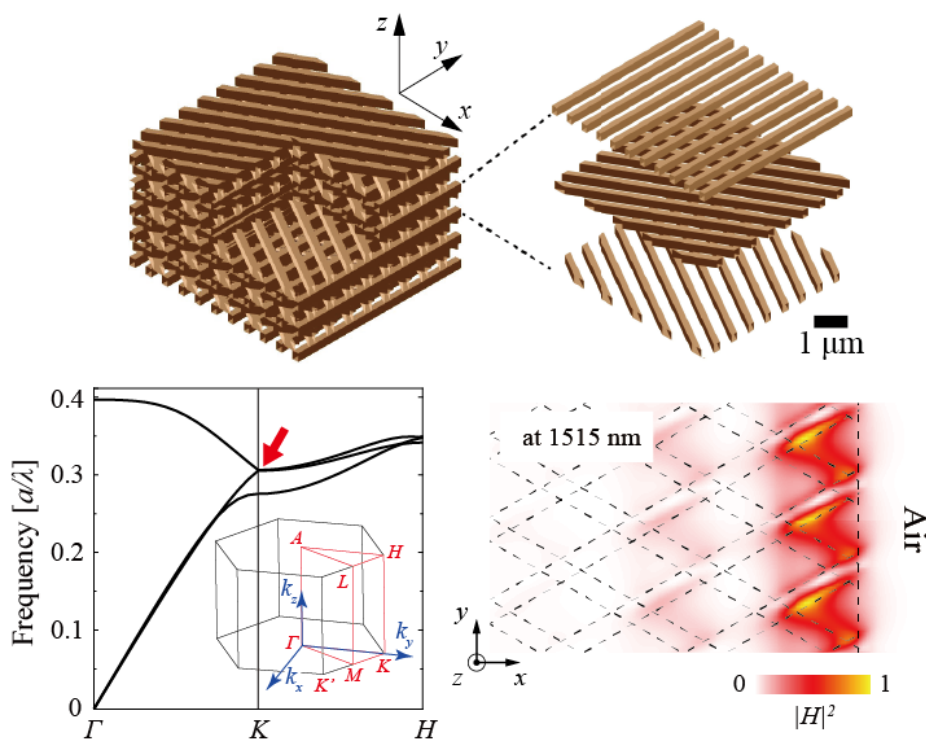 z
y
x
1 μm
0.4
0.3
0.2
0.1
0
Frequency [a/λ]
Γ
K
H
A
H
L
k_z
Γ
k_y
k_x
K'
M
K
at 1515 nm
Air
y
z
x
0
1
|H|²